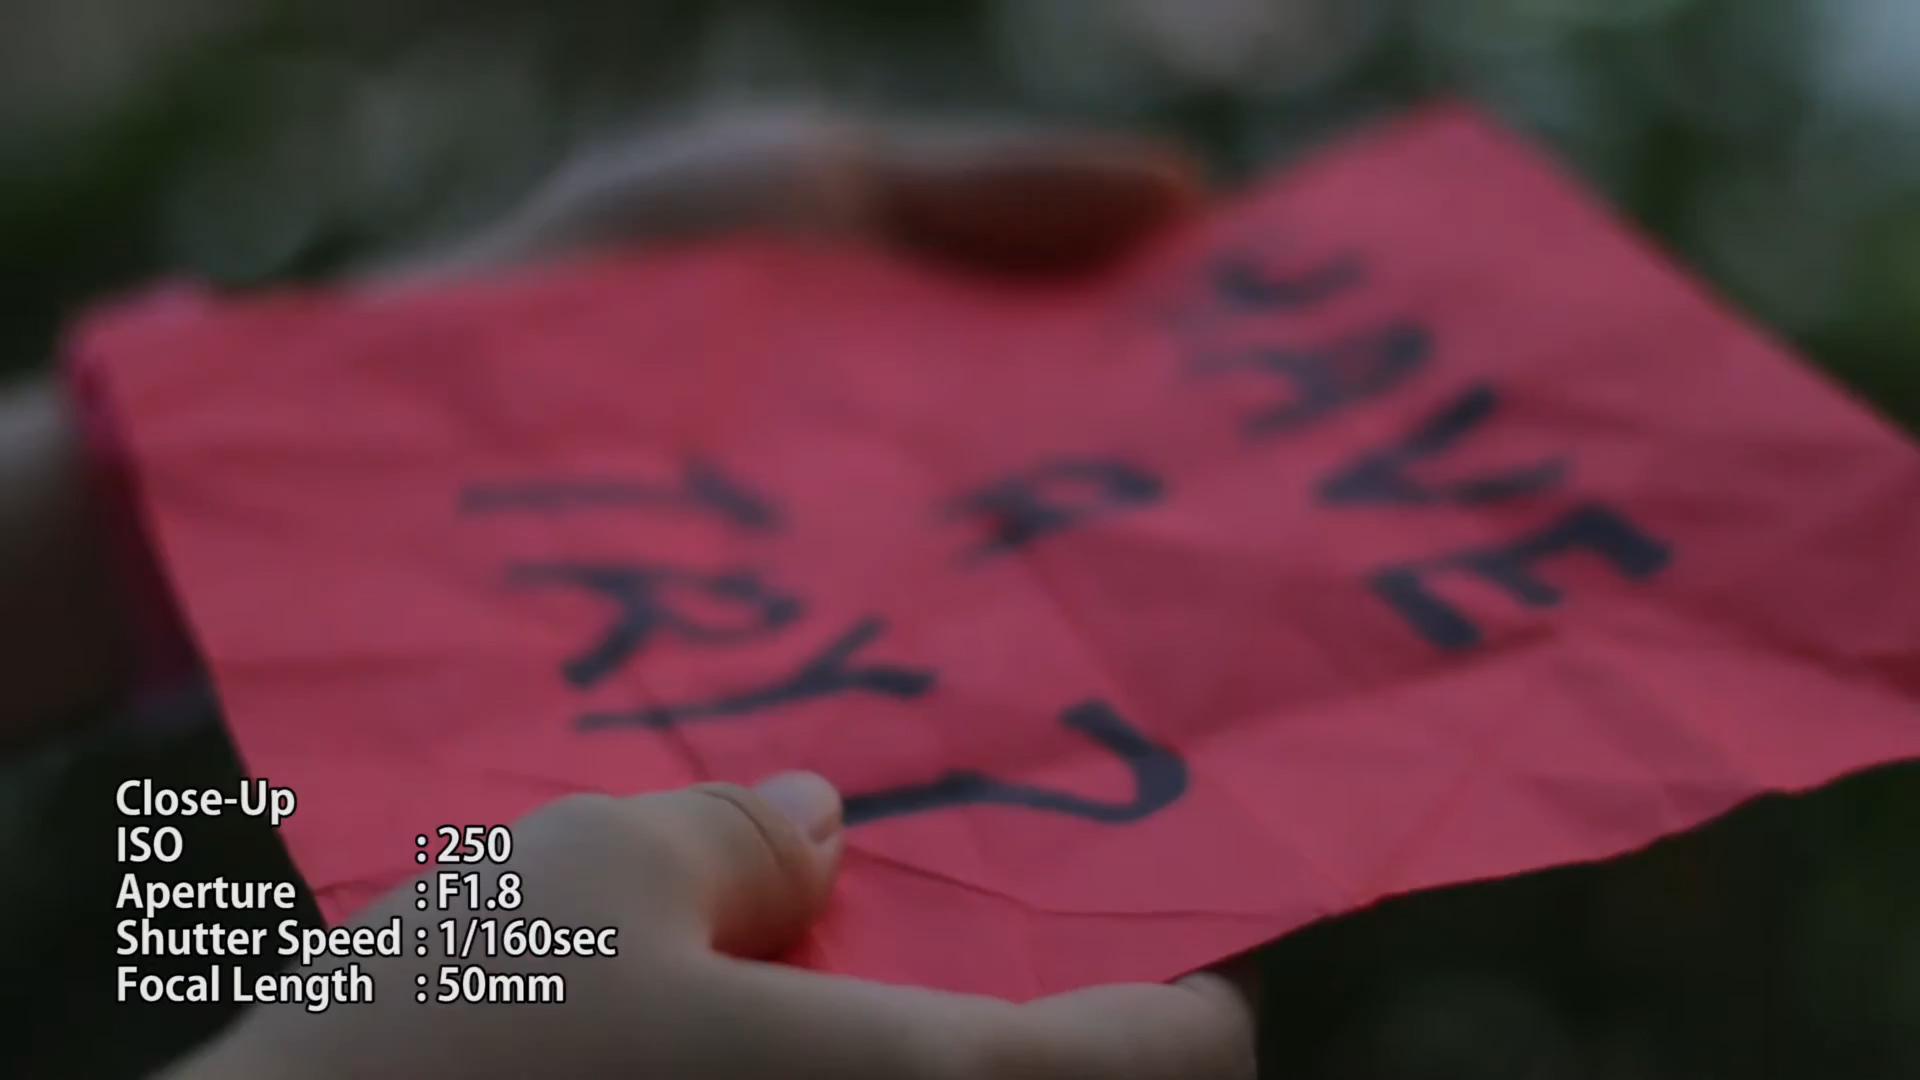 A
TRY?
Close-Up
ISO : 250
Aperture : F1.8
Shutter Speed : 1/160sec
Focal Length : 50mm